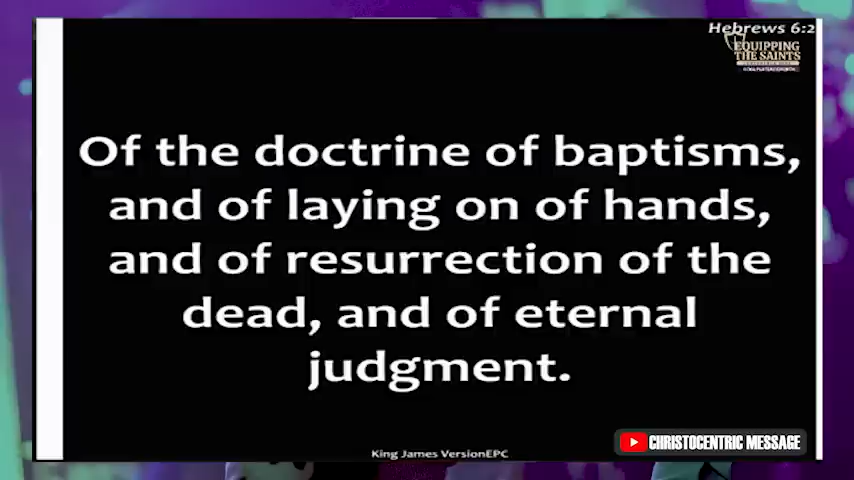 Hebrews 6:2
EQUIPPING
THE SAINTS
Of the doctrine of baptisms,
and of laying on of hands,
and of resurrection of the
dead, and of eternal
judgment.
CHRISTOCENTRIC MESSAGE
King James VersionEPC